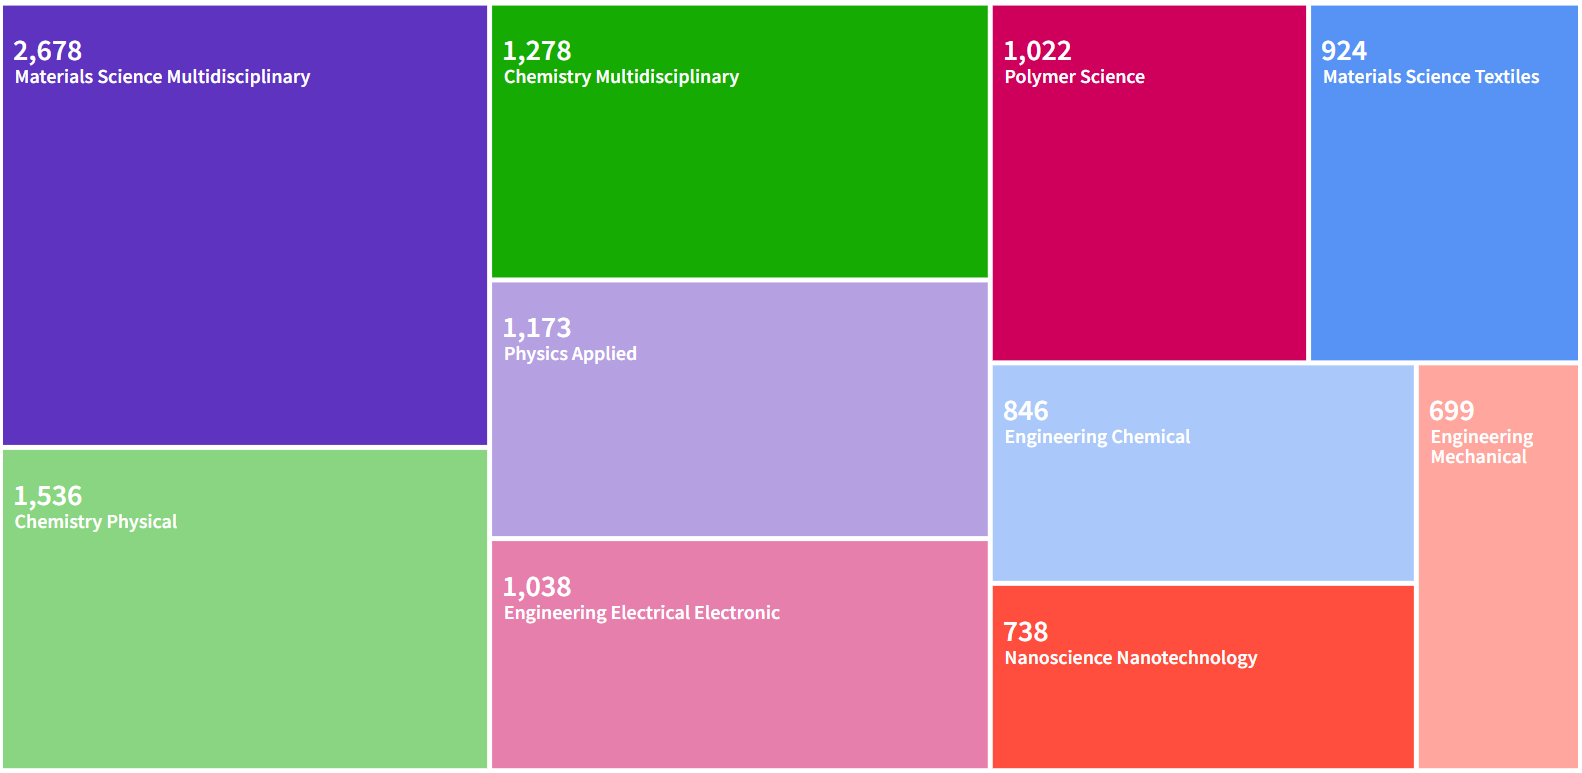 2,678
Materials Science Multidisciplinary
1,536
Chemistry Physical
1,278
Chemistry Multidisciplinary
1,173
Physics Applied
1,038
Engineering Electrical Electronic
1,022
Polymer Science
924
Materials Science Textiles
846
Engineering Chemical
738
Nanoscience Nanotechnology
699
Engineering
Mechanical